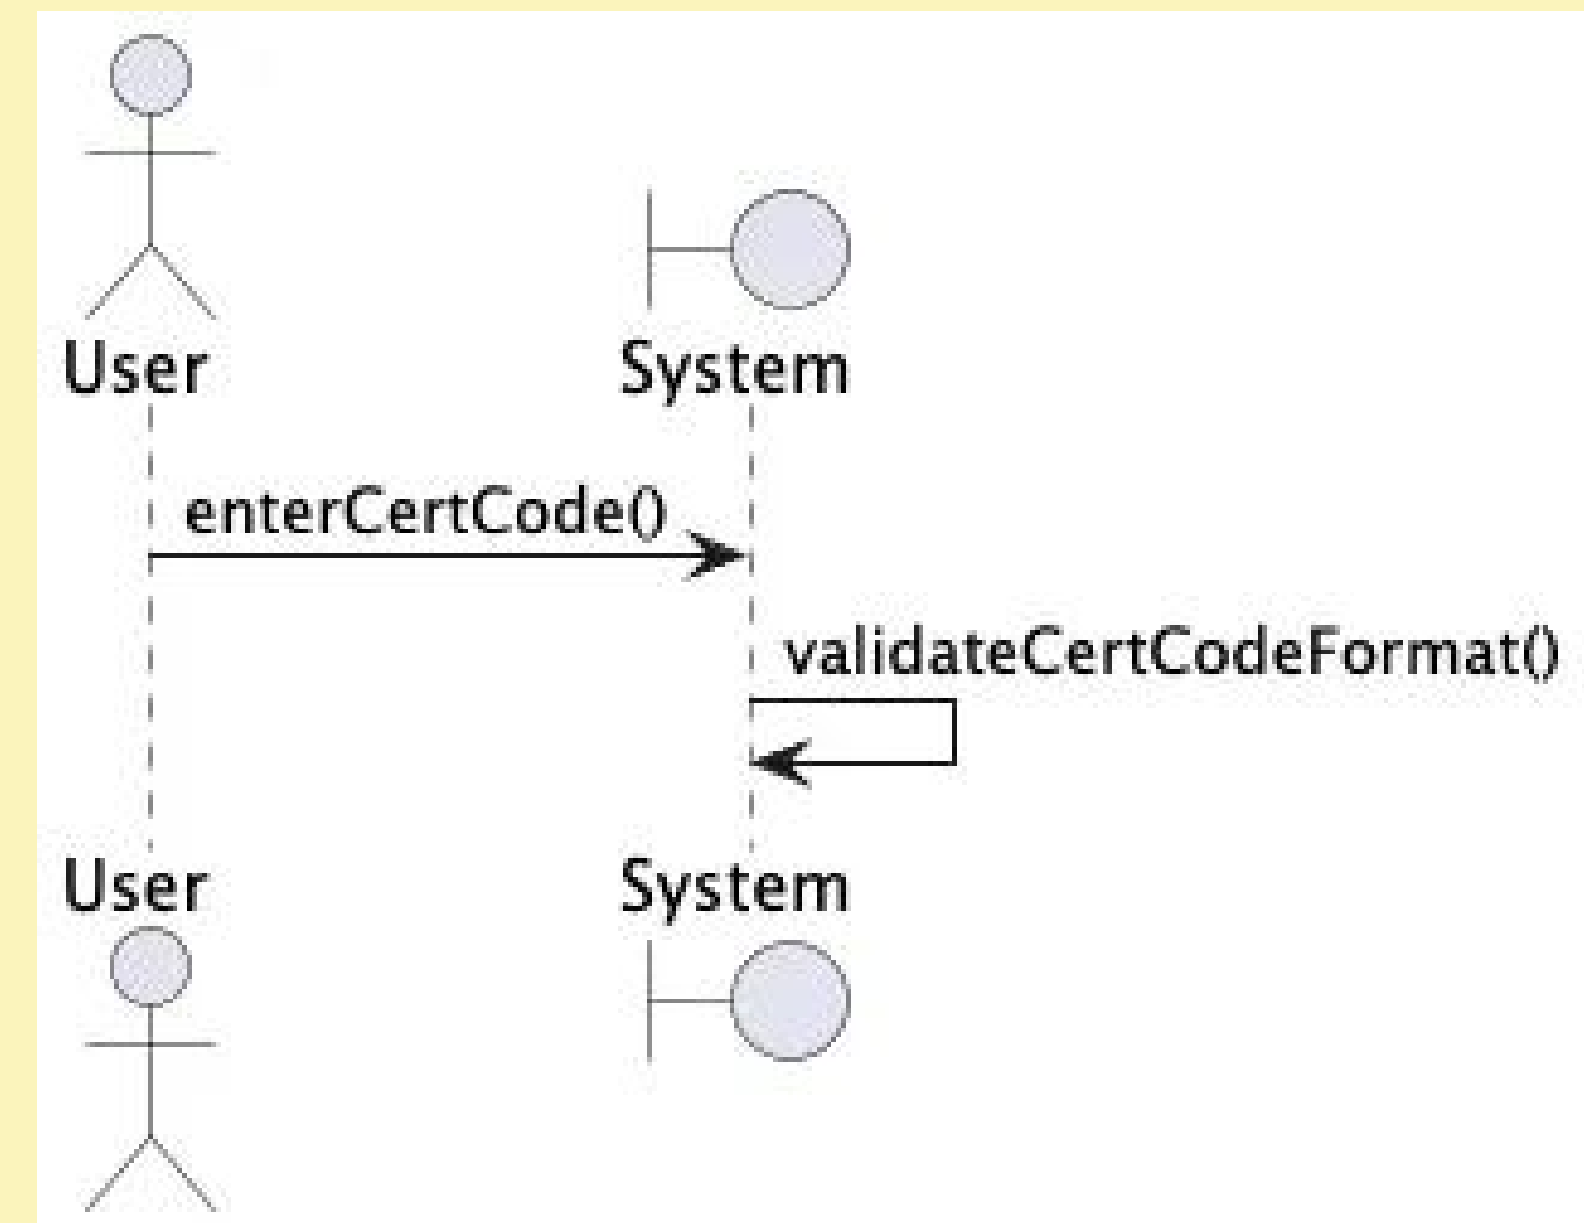 User
System
enterCertCode()
validateCertCodeFormat()
User
System